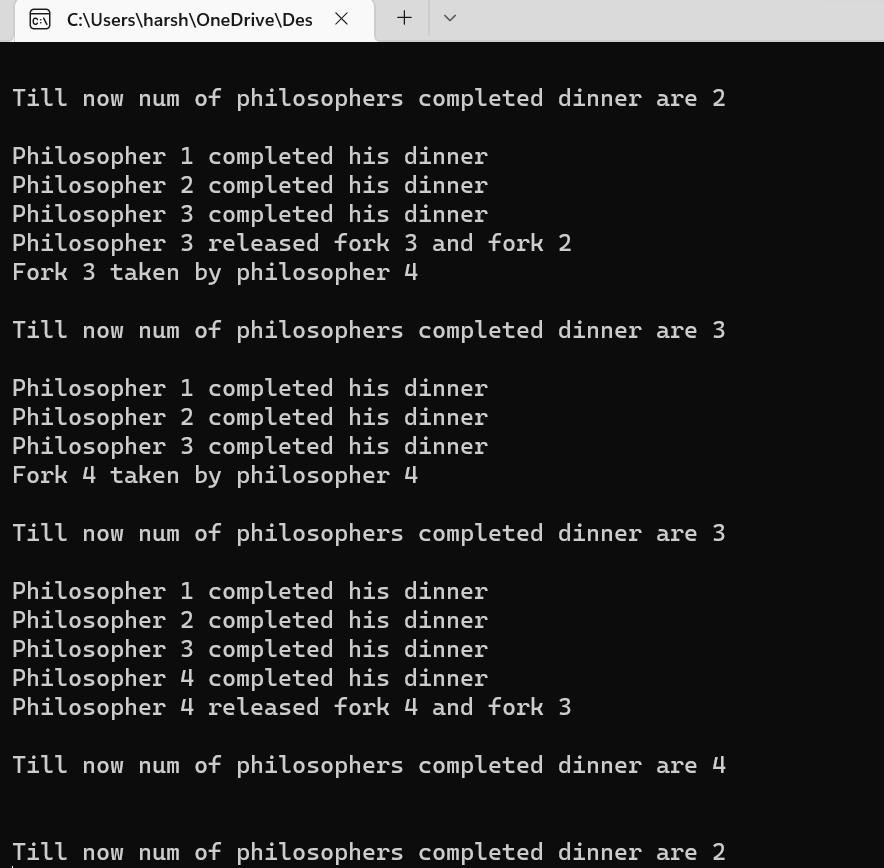 C:\Users\harsh\OneDrive\Des
Till now num of philosophers completed dinner are 2
Philosopher 1 completed his dinner
Philosopher 2 completed his dinner
Philosopher 3 completed his dinner
Philosopher 3 released fork 3 and fork 2
Fork 3 taken by philosopher 4
Till now num of philosophers completed dinner are 3
Philosopher 1 completed his dinner
Philosopher 2 completed his dinner
Philosopher 3 completed his dinner
Fork 4 taken by philosopher 4
Till now num of philosophers completed dinner are 3
Philosopher 1 completed his dinner
Philosopher 2 completed his dinner
Philosopher 3 completed his dinner
Philosopher 4 completed his dinner
Philosopher 4 released fork 4 and fork 3
Till now num of philosophers completed dinner are 4
Till now num of philosophers completed dinner are 2